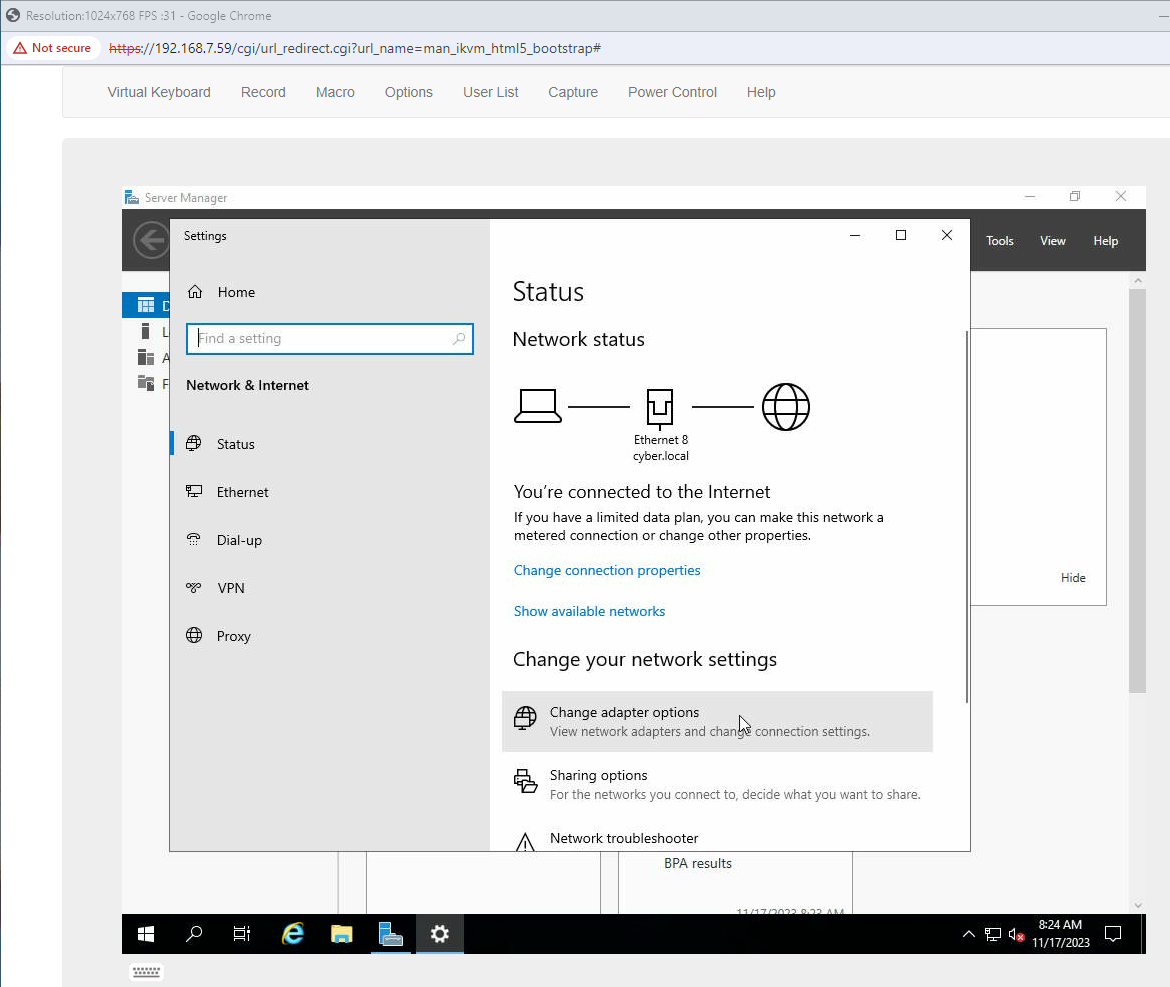 Resolution:1024x768 FPS :31 - Google Chrome
Not secure
https://192.168.7.59/cgi/url_redirect.cgi?url_name=man_ikvm_html5_bootstrap#
Virtual Keyboard Record Macro Options User List Capture Power Control Help
Server Manager
Settings
Tools View Help
Home
Find a setting
Network & Internet
Status
Ethernet
Dial-up
VPN
Proxy
D
L
A
F
Status
Network status
Ethernet 8
cyber.local
You're connected to the Internet
If you have a limited data plan, you can make this network a
metered connection or change other properties.
Change connection properties
Show available networks
Change your network settings
Change adapter options
View network adapters and change connection settings.
Sharing options
For the networks you connect to, decide what you want to share.
Network troubleshooter
Hide
BPA results
11/17/2023 8:23 AM
8:24 AM
11/17/2023